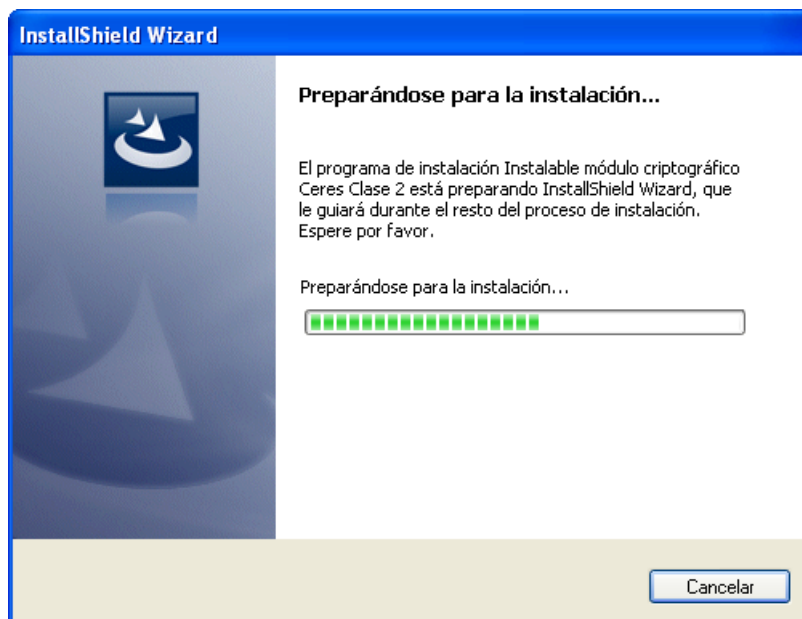 InstallShield Wizard
Preparándose para la instalación...
El programa de instalación Instalable módulo criptográfico
Ceres Clase 2 está preparando InstallShield Wizard, que
le guiará durante el resto del proceso de instalación.
Espere por favor.
Preparándose para la instalación...
Cancelar